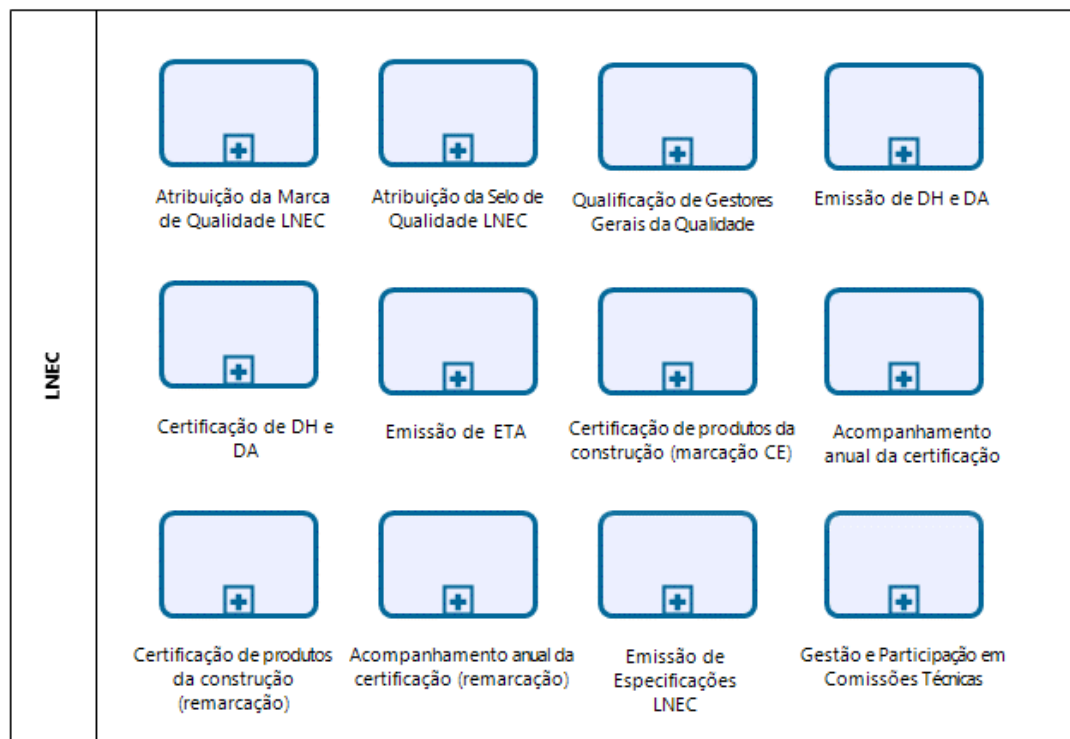 LNEC
Atribuição da Marca
de Qualidade LNEC
Atribuição da Selo de
Qualidade LNEC
Qualificação de Gestores
Gerais da Qualidade
Emissão de DH e DA
Certificação de DH e
DA
Emissão de ETA
Certificação de produtos da
construção (marcação CE)
Acompanhamento
anual da certificação
Certificação de produtos
da construção
(remarcação)
Acompanhamento anual da
certificação (remarcação)
Emissão de
Especificações
LNEC
Gestão e Participação em
Comissões Técnicas